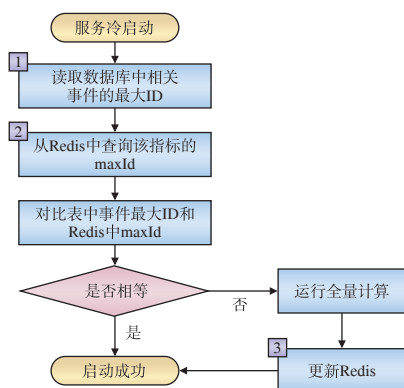 服务冷启动
1
读取数据库中相关
事件的最大ID
2
从Redis中查询该指标的
maxId
对比表中事件最大ID和
Redis中maxId
是否相等
否
运行全量计算
是
3
启动成功
更新Redis